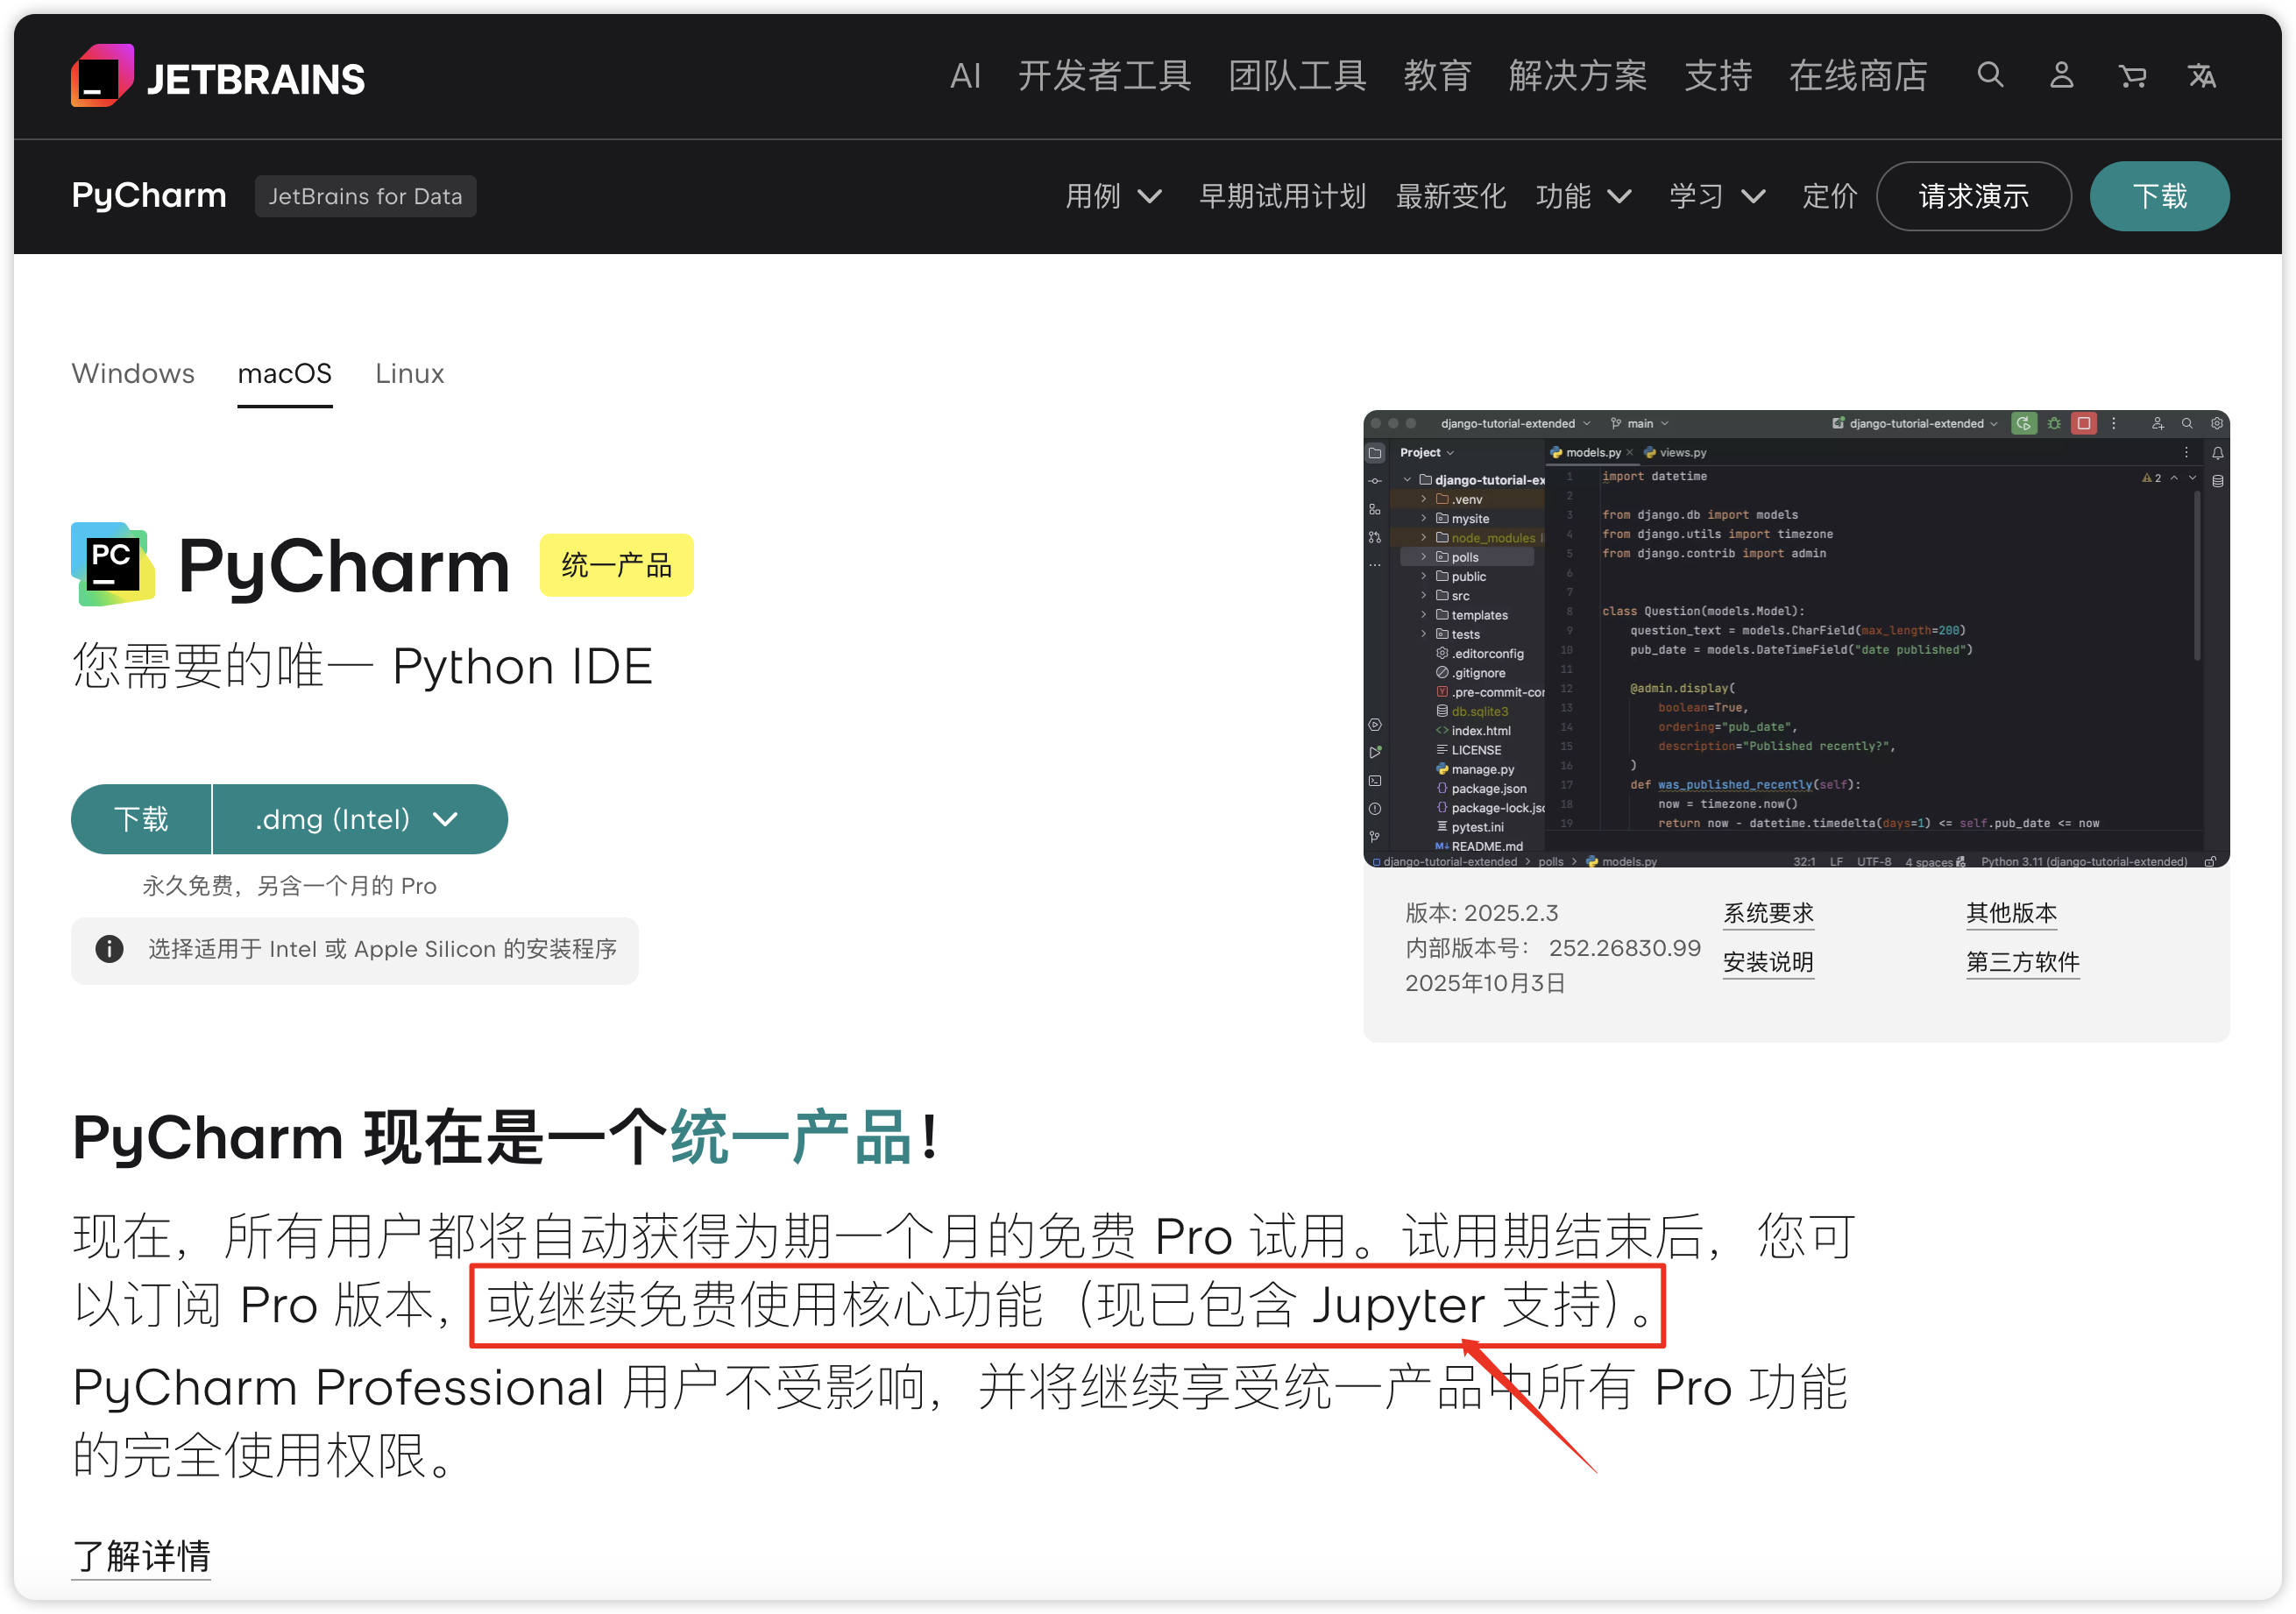 JETBRAINS
AI 开发者工具 团队工具 教育 解决方案 支持 在线商店
PyCharm JetBrains for Data 用例 早期试用计划 最新变化 功能 学习 定价 请求演示 下载
Windows macOS Linux
PC PyCharm 统一产品
您需要的唯一 Python IDE
下载 .dmg (Intel)
永久免费，另含一个月的 Pro
选择适用于 Intel 或 Apple Silicon 的安装程序
django-tutorial-extended main django-tutorial-extended
Project
django-tutorial-ex
.venv
mysite
node_modules
polls
public
src
templates
tests
.editorconfig
.gitignore
.pre-commit-cor
db.sqlite3
index.html
LICENSE
manage.py
package.json
package-lock.jsc
pytest.ini
README.md
models.py views.py
2
1 import datetime
2
3 from django.db import models
4 from django.utils import timezone
5 from django.contrib import admin
6
7
8 class Question(models.Model):
9 question_text = models.CharField(max_length=200)
10 pub_date = models.DateTimeField("date published")
11
12 @admin.display(
13 boolean=True,
14 ordering="pub_date",
15 description="Published recently?",
16 )
17 def was_published_recently(self):
18 now = timezone.now()
19 return now - datetime.timedelta(days=1) <= self.pub_date <= now
django-tutorial-extended > polls > models.py 32:1 LF UTF-8 4 spaces Python 3.11 (django-tutorial-extended)
版本: 2025.2.3
内部版本号： 252.26830.99
2025年10月3日
系统要求
安装说明
其他版本
第三方软件
PyCharm 现在是一个统一产品！
现在，所有用户都将自动获得为期一个月的免费 Pro 试用。试用期结束后，您可
以订阅 Pro 版本，或继续免费使用核心功能（现已包含 Jupyter 支持）。
PyCharm Professional 用户不受影响，并将继续享受统一产品中所有 Pro 功能
的完全使用权限。
了解详情